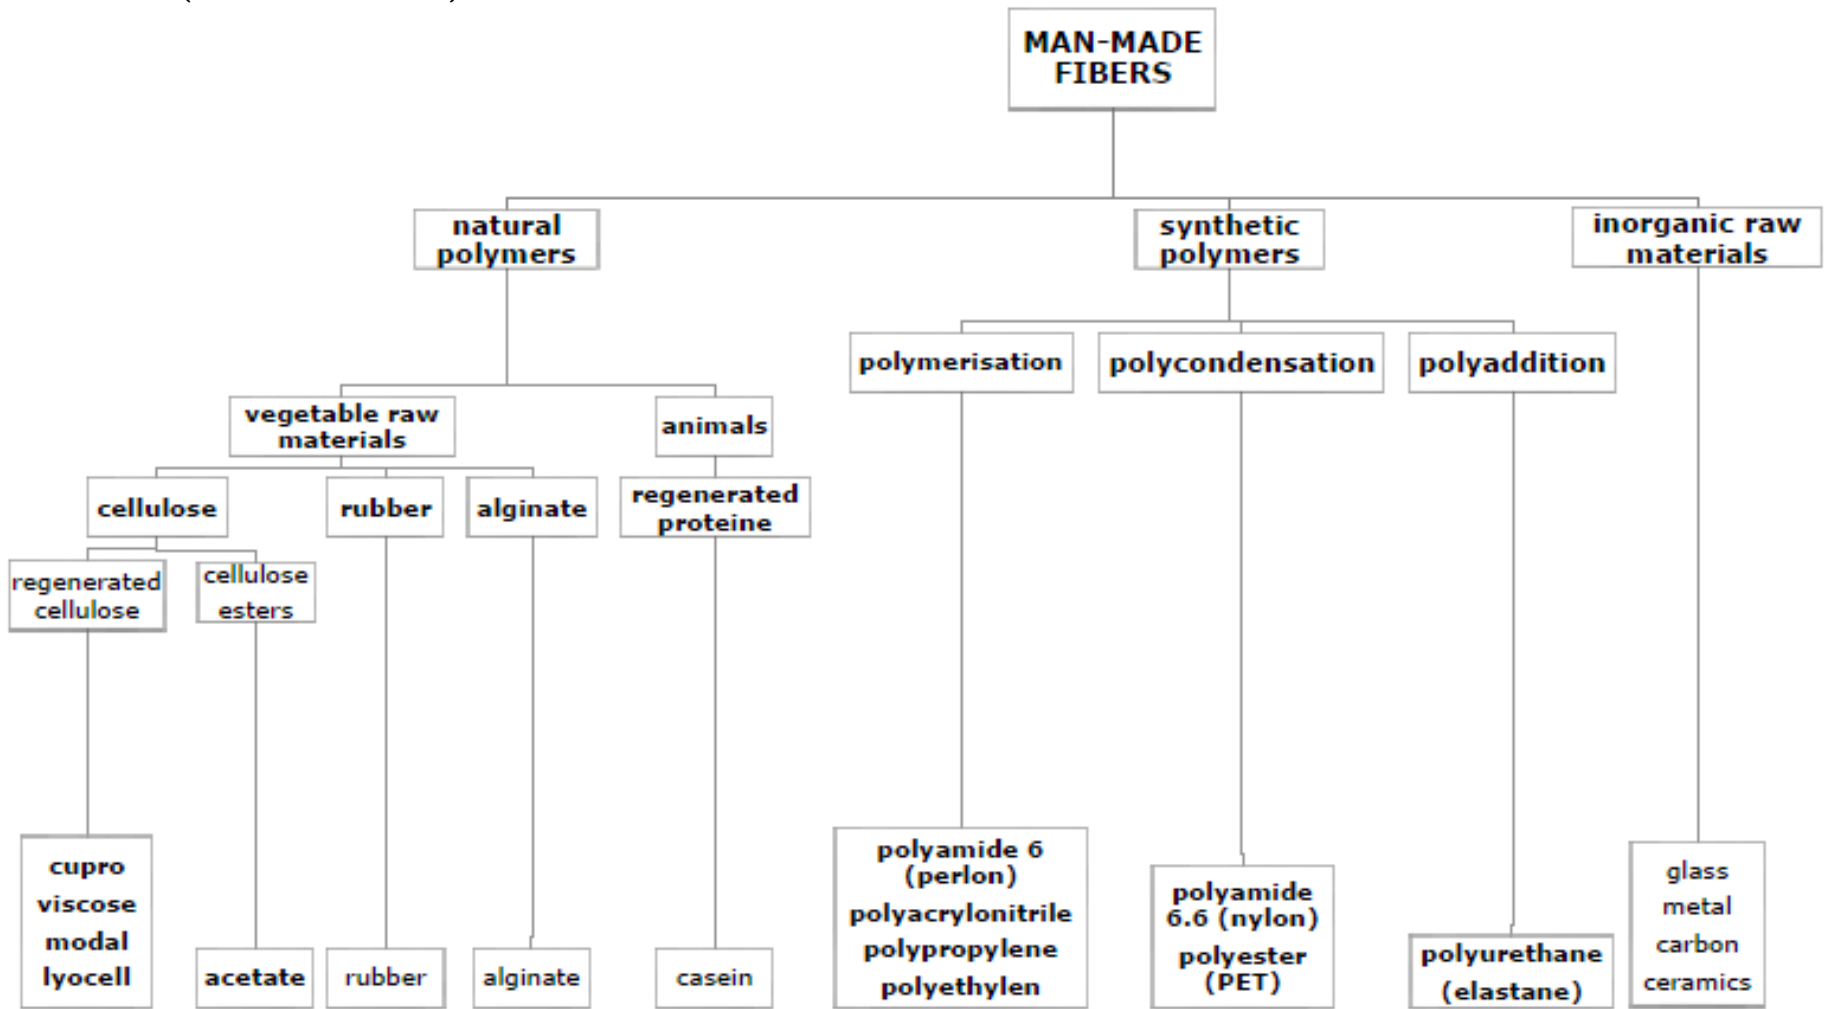 MAN-MADE
FIBERS
natural
polymers
synthetic
polymers
inorganic raw
materials
polymerisation
polycondensation
polyaddition
vegetable raw
materials
animals
cellulose
rubber
alginate
regenerated
proteine
regenerated
cellulose
cellulose
esters
cupro
viscose
modal
lyocell
acetate
rubber
alginate
casein
polyamide 6
(perlon)
polyacrylonitrile
polypropylene
polyethylen
polyamide
6.6 (nylon)
polyester
(PET)
polyurethane
(elastane)
glass
metal
carbon
ceramics